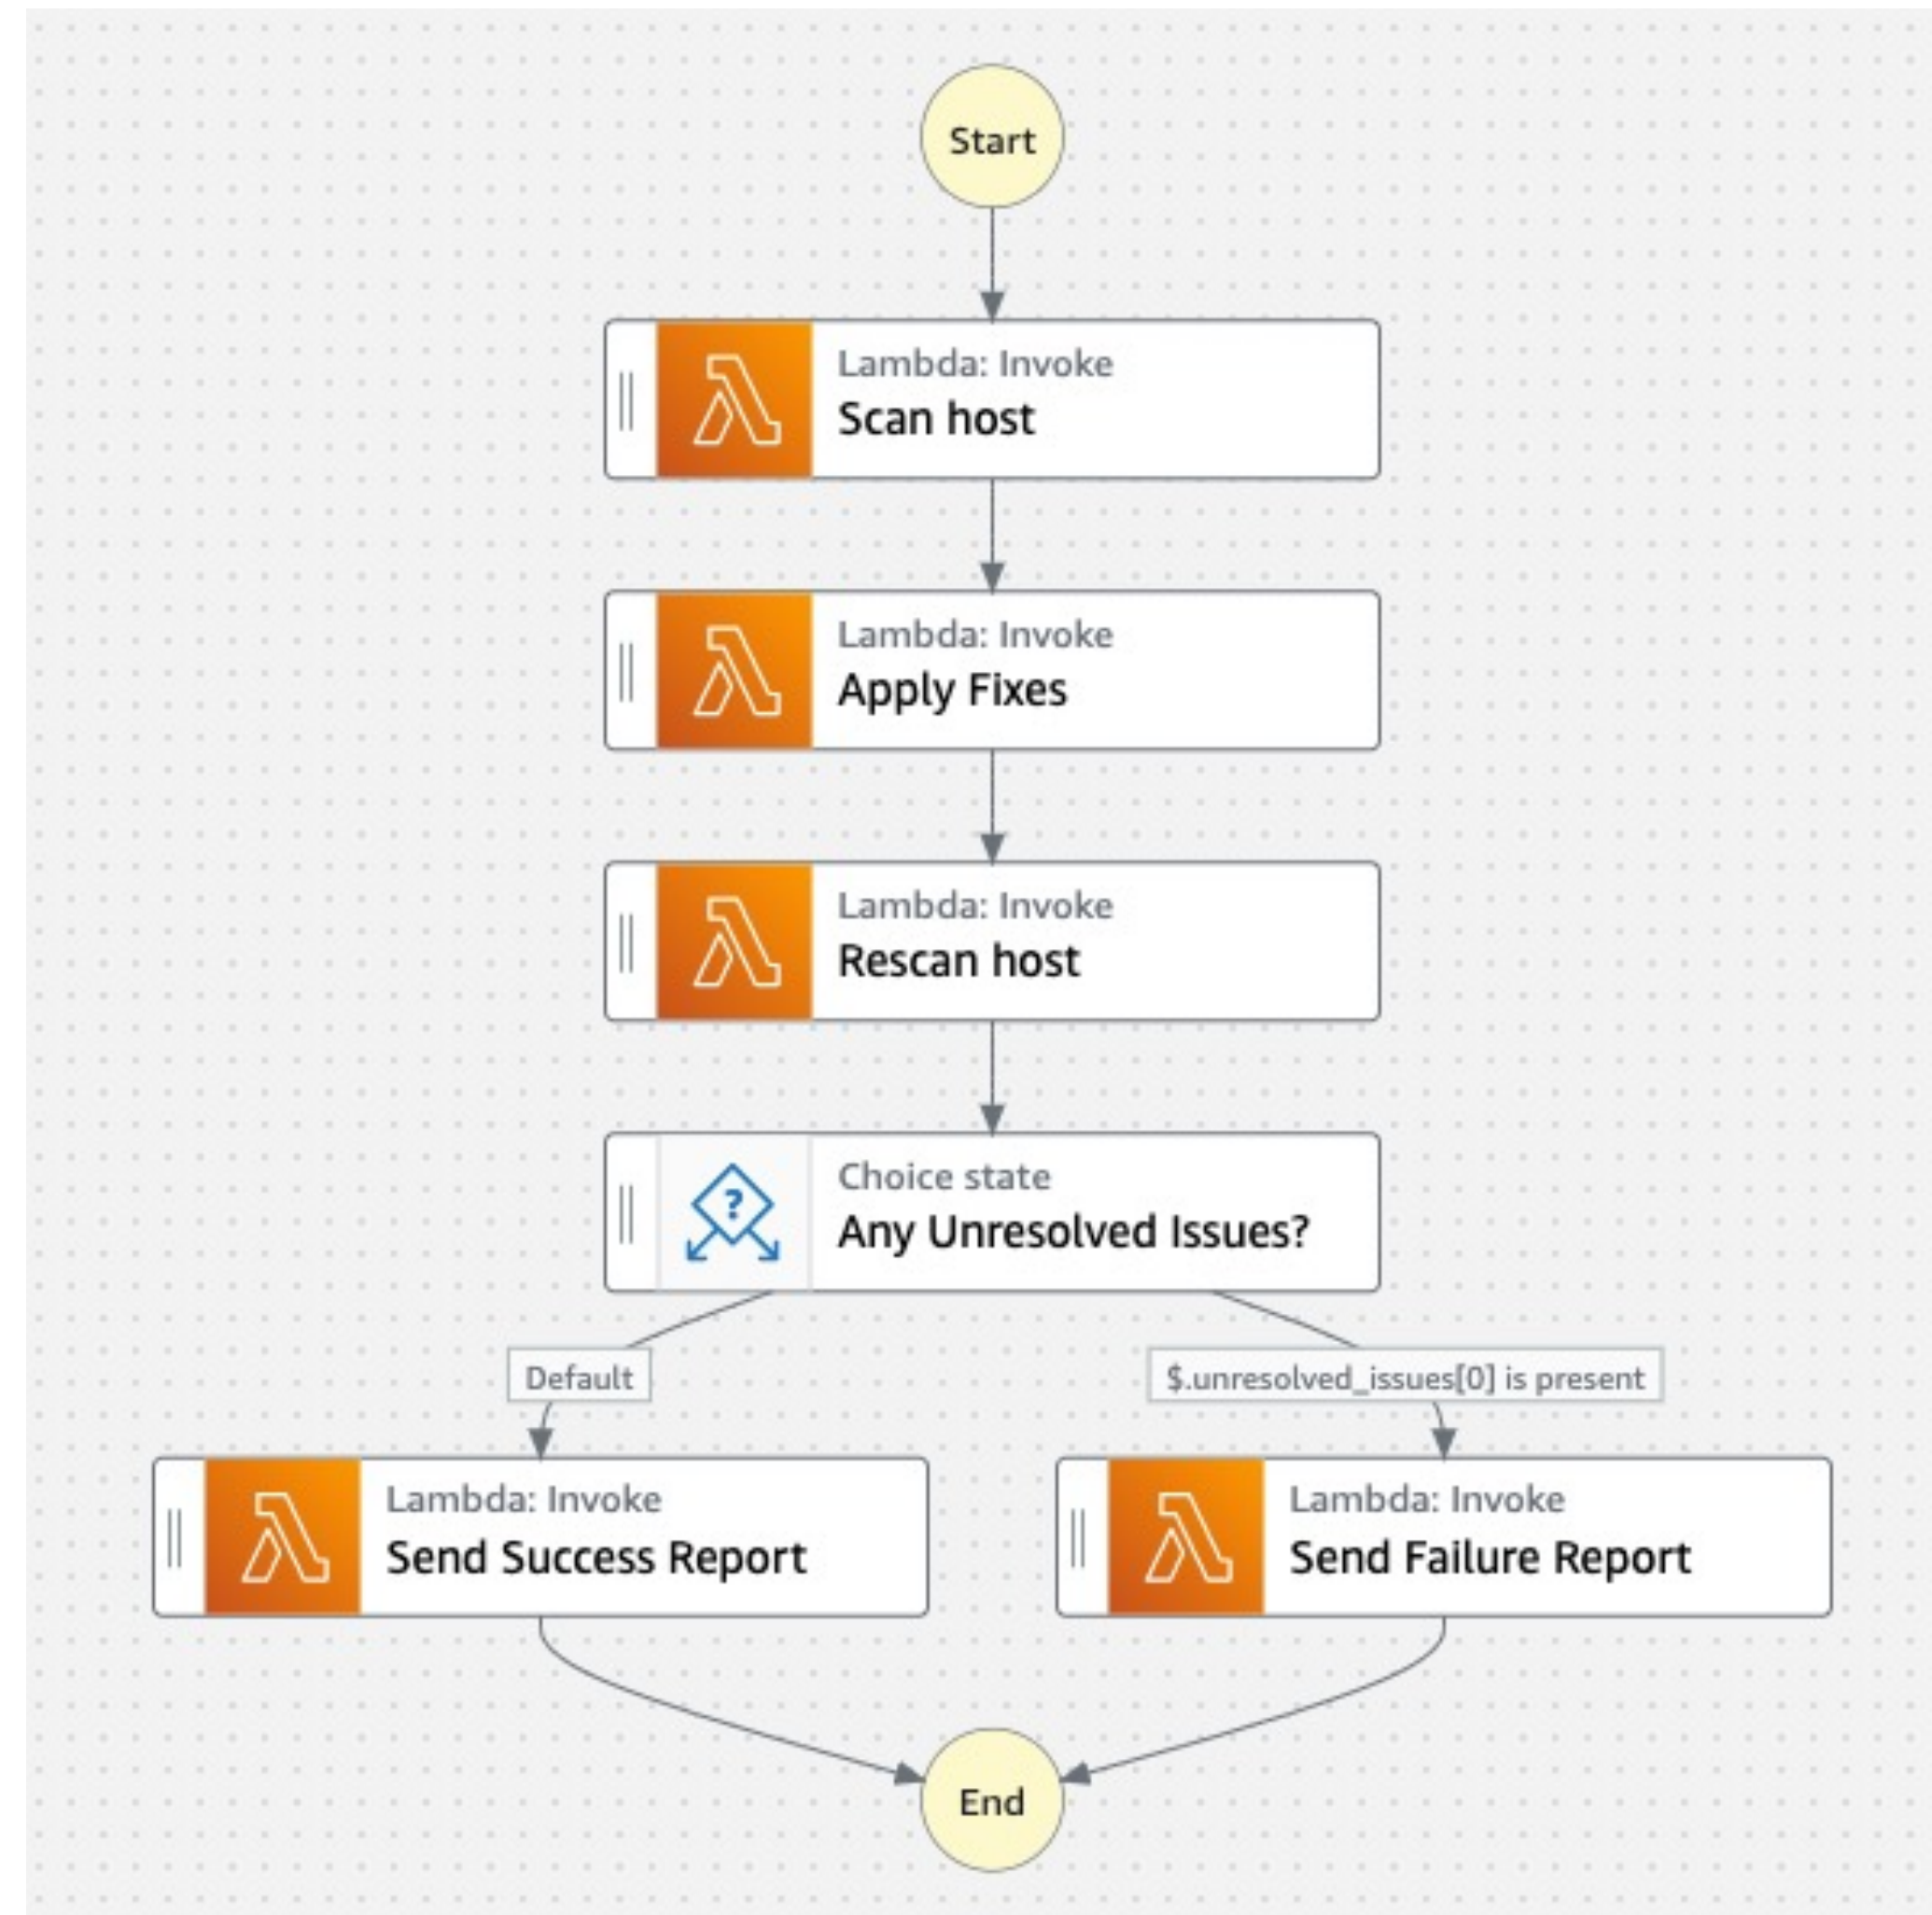 Start
Lambda: Invoke
Scan host
Lambda: Invoke
Apply Fixes
Lambda: Invoke
Rescan host
Choice state
?
Any Unresolved Issues?
Default
$.unresolved_issues[0] is present
Lambda: Invoke
Send Success Report
Lambda: Invoke
Send Failure Report
End